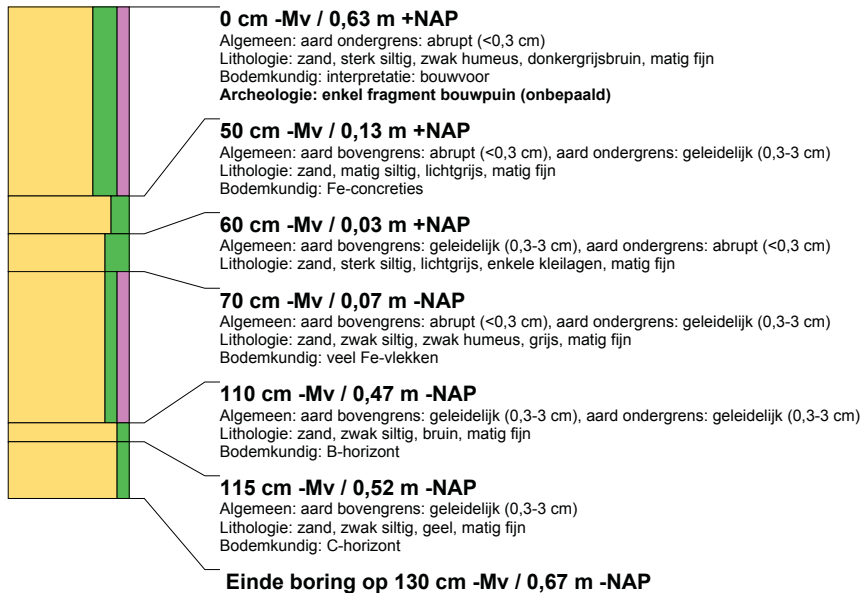 0 cm -Mv / 0,63 m +NAP
Algemeen: aard ondergrens: abrupt (<0,3 cm)
Lithologie: zand, sterk siltig, zwak humeus, donkergrijsbruin, matig fijn
Bodemkundig: interpretatie: bouwvoor
Archeologie: enkel fragment bouwpuin (onbepaald)
50 cm -Mv / 0,13 m +NAP
Algemeen: aard bovengrens: abrupt (<0,3 cm), aard ondergrens: geleidelijk (0,3-3 cm)
Lithologie: zand, matig siltig, lichtgrijs, matig fijn
Bodemkundig: Fe-concreties
60 cm -Mv / 0,03 m +NAP
Algemeen: aard bovengrens: geleidelijk (0,3-3 cm), aard ondergrens: abrupt (<0,3 cm)
Lithologie: zand, sterk siltig, lichtgrijs, enkele kleilagen, matig fijn
70 cm -Mv / 0,07 m -NAP
Algemeen: aard bovengrens: abrupt (<0,3 cm), aard ondergrens: geleidelijk (0,3-3 cm)
Lithologie: zand, zwak siltig, zwak humeus, grijs, matig fijn
Bodemkundig: veel Fe-vlekken
110 cm -Mv / 0,47 m -NAP
Algemeen: aard bovengrens: geleidelijk (0,3-3 cm), aard ondergrens: geleidelijk (0,3-3 cm)
Lithologie: zand, zwak siltig, bruin, matig fijn
Bodemkundig: B-horizont
115 cm -Mv / 0,52 m -NAP
Algemeen: aard bovengrens: geleidelijk (0,3-3 cm)
Lithologie: zand, zwak siltig, geel, matig fijn
Bodemkundig: C-horizont
Einde boring op 130 cm -Mv / 0,67 m -NAP